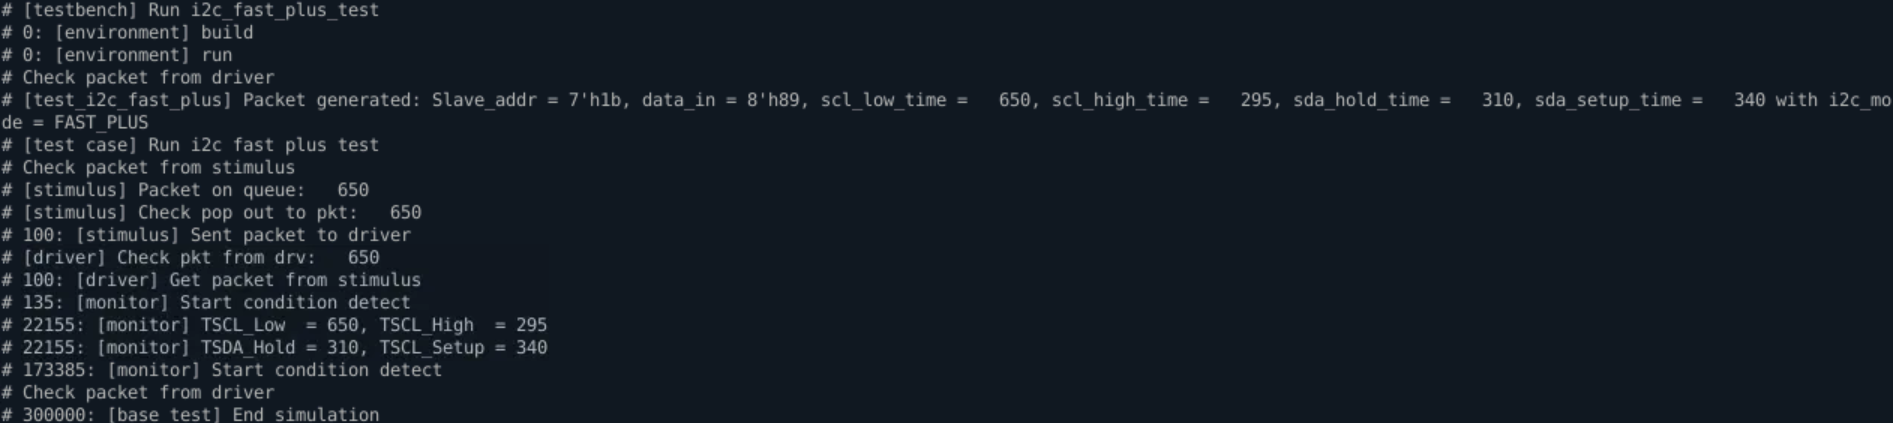 # [testbench] Run i2c_fast_plus_test
# 0: [environment] build
# 0: [environment] run
# Check packet from driver
# [test_i2c_fast_plus] Packet generated: Slave_addr = 7'h1b, data_in = 8'h89, scl_low_time =   650, scl_high_time =   295, sda_hold_time =   310, sda_setup_time =   340 with i2c_mo
de = FAST_PLUS
# [test case] Run i2c fast plus test
# Check packet from stimulus
# [stimulus] Packet on queue:   650
# [stimulus] Check pop out to pkt:   650
# 100: [stimulus] Sent packet to driver
# [driver] Check pkt from drv:   650
# 100: [driver] Get packet from stimulus
# 135: [monitor] Start condition detect
# 22155: [monitor] TSCL_Low  = 650, TSCL_High  = 295
# 22155: [monitor] TSDA_Hold = 310, TSCL_Setup = 340
# 173385: [monitor] Start condition detect
# Check packet from driver
# 300000: [base test] End simulation